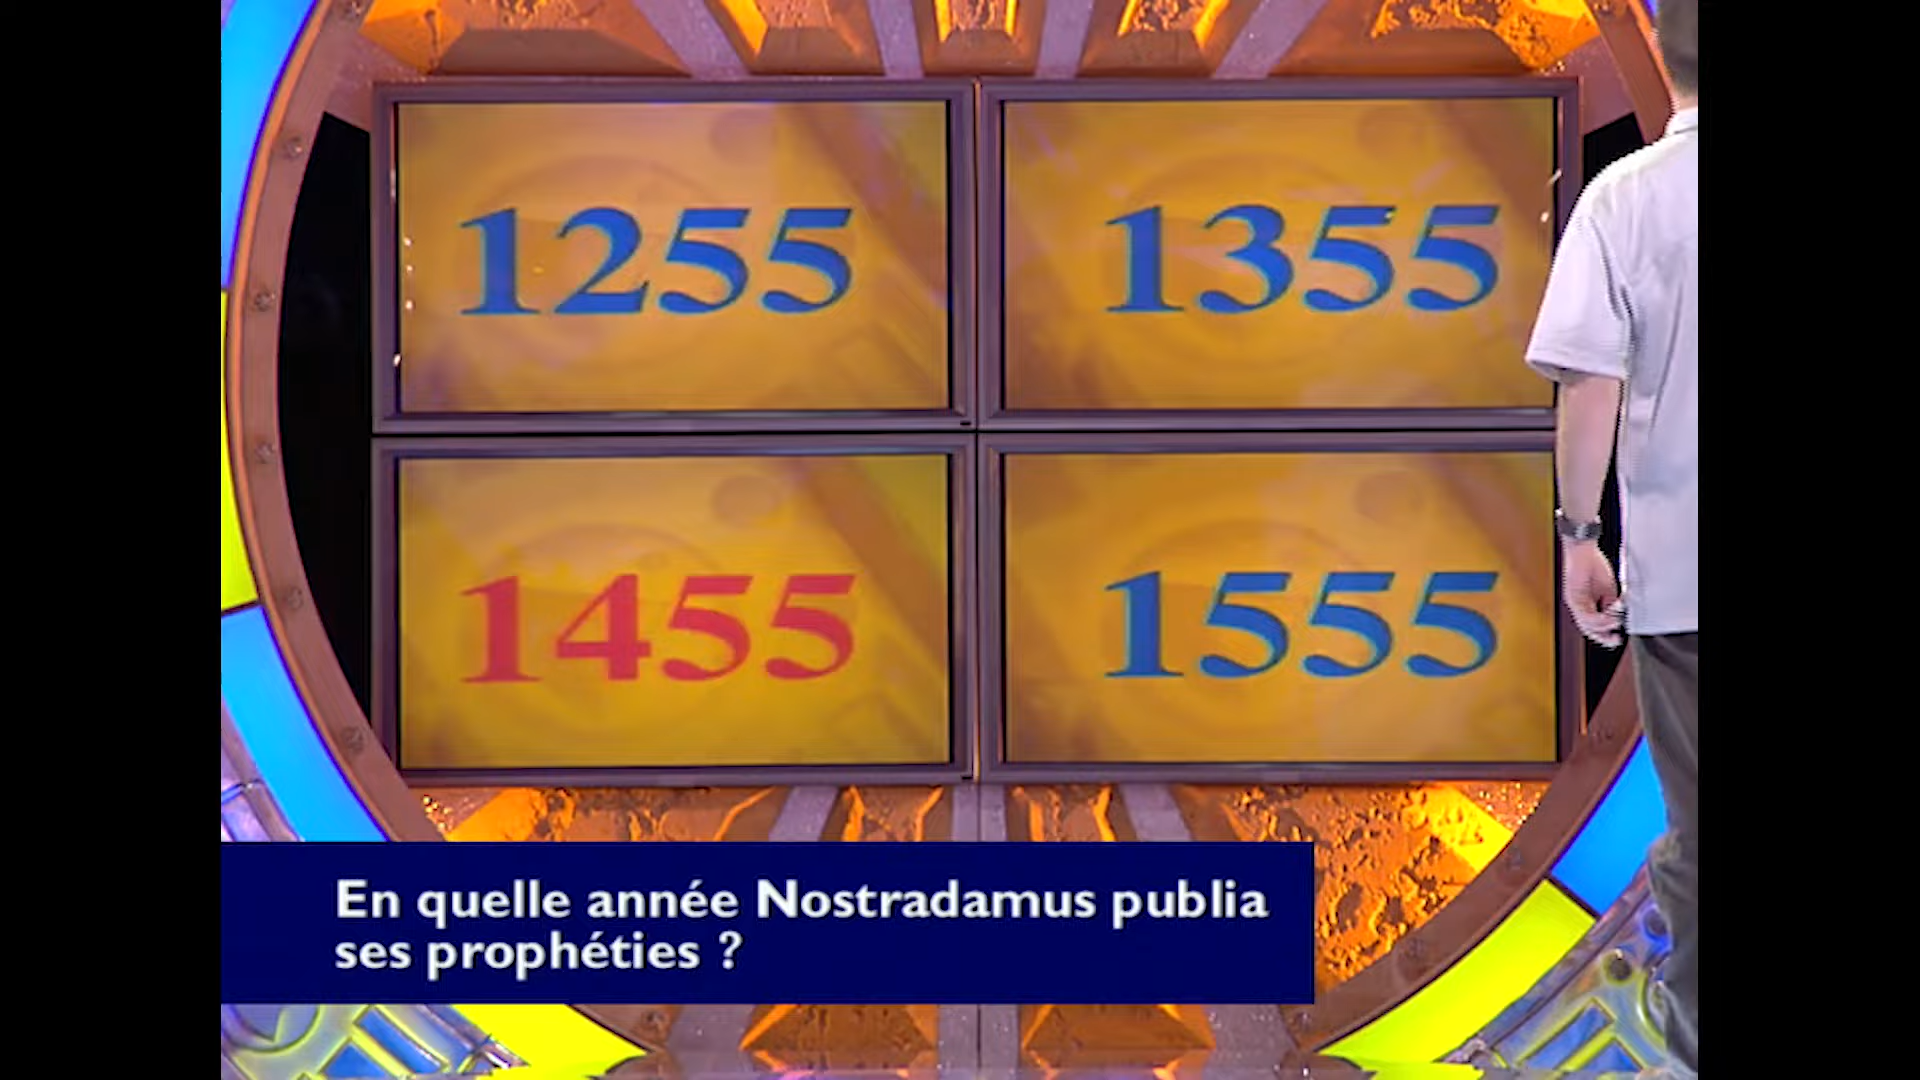 1255
1355
1455
1555
En quelle année Nostradamus publia
ses prophéties ?